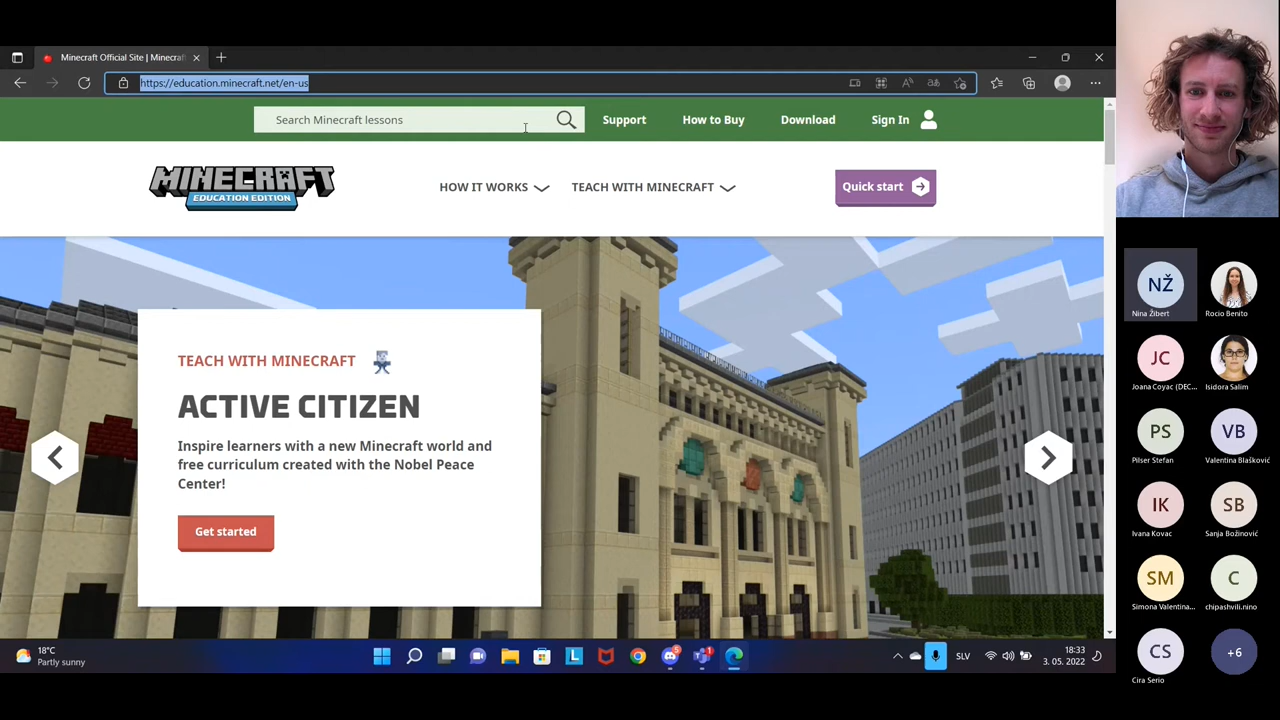 Minecraft Official Site | Minecraf
https://education.minecraft.net/en-us
Search Minecraft lessons
Support
How to Buy
Download
Sign In
MINECRAFT
EDUCATION EDITION
HOW IT WORKS
TEACH WITH MINECRAFT
Quick start
TEACH WITH MINECRAFT
ACTIVE CITIZEN
Inspire learners with a new Minecraft world and
free curriculum created with the Nobel Peace
Center!
Get started
18°C
Partly sunny
L
5
1
SLV
18:33
3. 05. 2022
NŽ
Nina Žibert
Rocio Benito
JC
Joana Coyac (DEC...
Isidora Salim
PS
Pilser Stefan
VB
Valentina Blašković
IK
Ivana Kovac
SB
Sanja Božinović
SM
Simona Valentina...
C
chipashvili.nino
CS
Cira Serio
+6